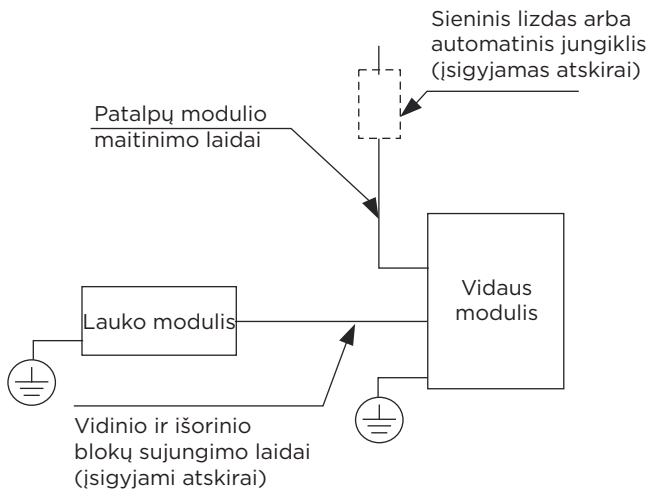 Sieninis lizdas arba
automatinis jungiklis
(įsigyjamas atskirai)
Patalpų modulio
maitinimo laidai
Vidaus
modulis
Lauko modulis
Vidinio ir išorinio
blokų sujungimo laidai
(įsigyjami atskirai)